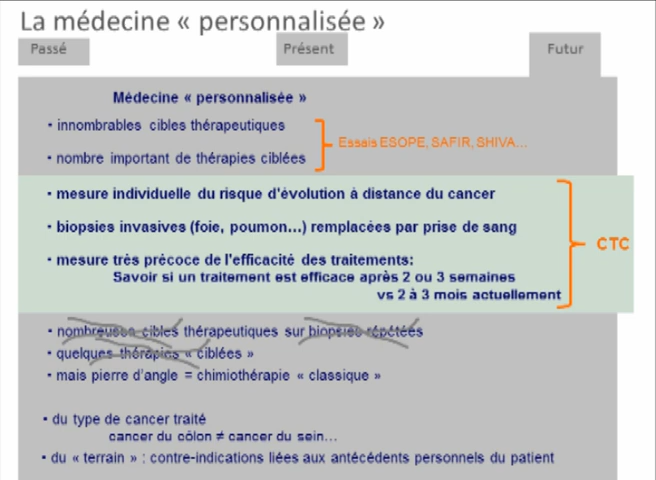 La médecine « personnalisée »
Passé
Présent
Futur
Médecine « personnalisée »
• innombrables cibles thérapeutiques
• nombre important de thérapies ciblées
Essais ESOPE, SAFIR, SHIVA...
• mesure individuelle du risque d'évolution à distance du cancer
• biopsies invasives (foie, poumon...) remplacées par prise de sang
• mesure très précoce de l'efficacité des traitements:
Savoir si un traitement est efficace après 2 ou 3 semaines
vs 2 à 3 mois actuellement
CTC
• nombreuses cibles thérapeutiques sur biopsies répétées
• quelques thérapies « ciblées »
• mais pierre d'angle = chimiothérapie « classique »
• du type de cancer traité
cancer du côlon ≠ cancer du sein...
• du « terrain » : contre-indications liées aux antécédents personnels du patient